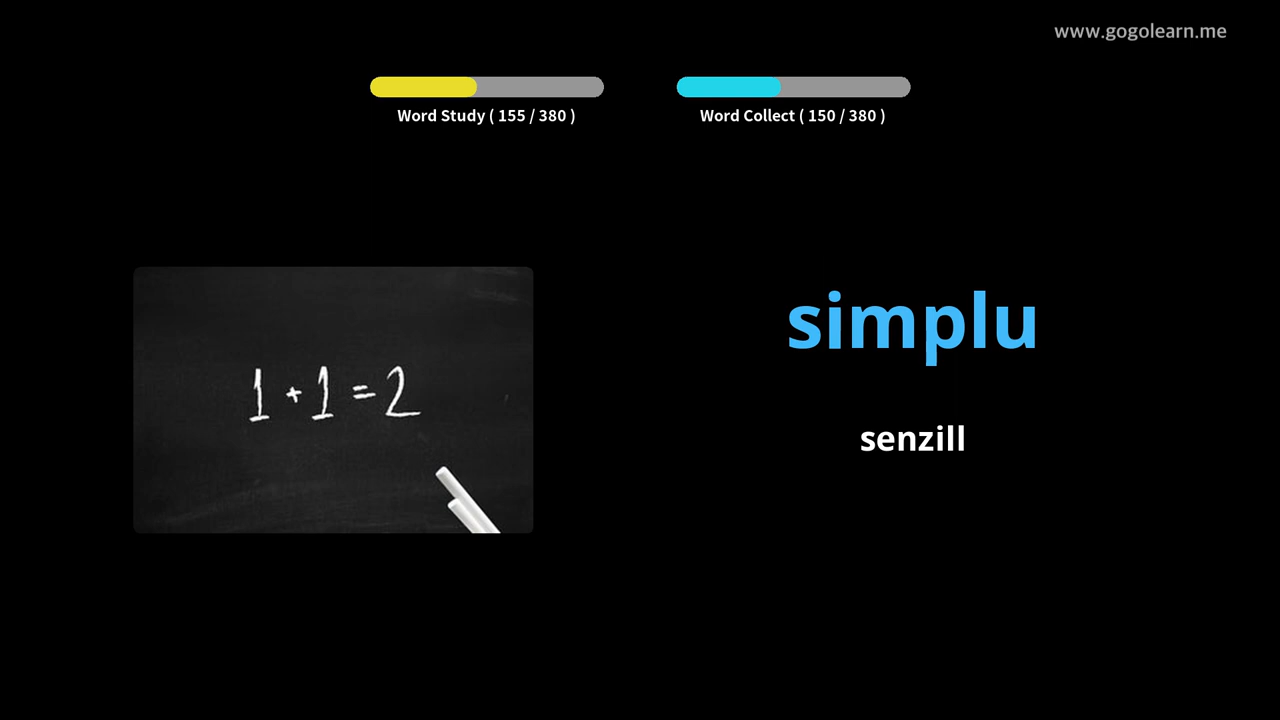 www.gogolearn.me
Word Study ( 155 / 380 )
Word Collect ( 150 / 380 )
1 + 1 = 2
simplu
senzill